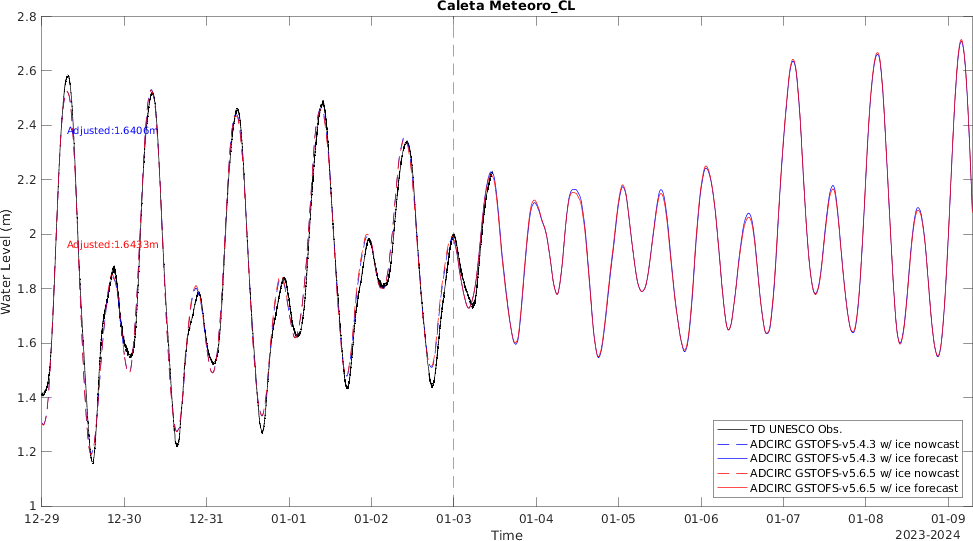 Caleta Meteoro_CL
2.8
2.6
2.4
2.2
2
1.8
1.6
1.4
1.2
1
Water Level (m)
Adjusted:1.6406m
Adjusted:1.6433m
TD UNESCO Obs.
ADCIRC GSTOFS-v5.4.3 w/ ice nowcast
ADCIRC GSTOFS-v5.4.3 w/ ice forecast
ADCIRC GSTOFS-v5.6.5 w/ ice nowcast
ADCIRC GSTOFS-v5.6.5 w/ ice forecast
12-29 12-30 12-31 01-01 01-02 01-03 01-04 01-05 01-06 01-07 01-08 01-09
Time
2023-2024